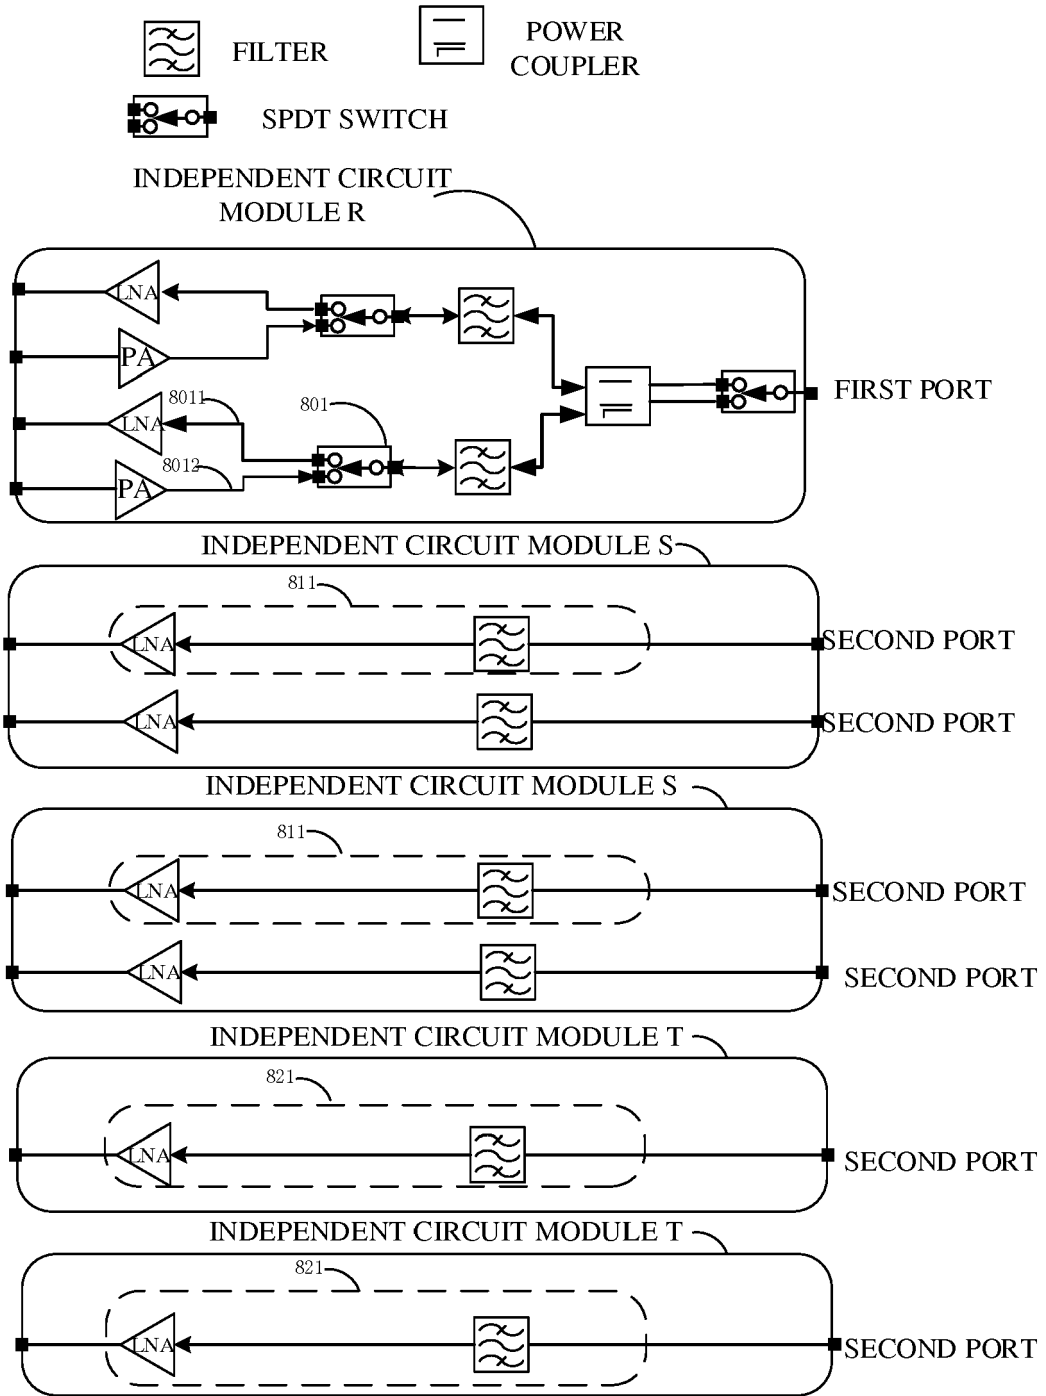 FILTER
POWER
COUPLER
SPDT SWITCH
INDEPENDENT CIRCUIT
MODULE R
LNA
PA
8011
801
FIRST PORT
LNA
8012
PA
INDEPENDENT CIRCUIT MODULE S
811
LNA
SECOND PORT
LNA
SECOND PORT
INDEPENDENT CIRCUIT MODULE S
811
LNA
SECOND PORT
LNA
SECOND PORT
INDEPENDENT CIRCUIT MODULE T
821
LNA
SECOND PORT
INDEPENDENT CIRCUIT MODULE T
821
LNA
SECOND PORT